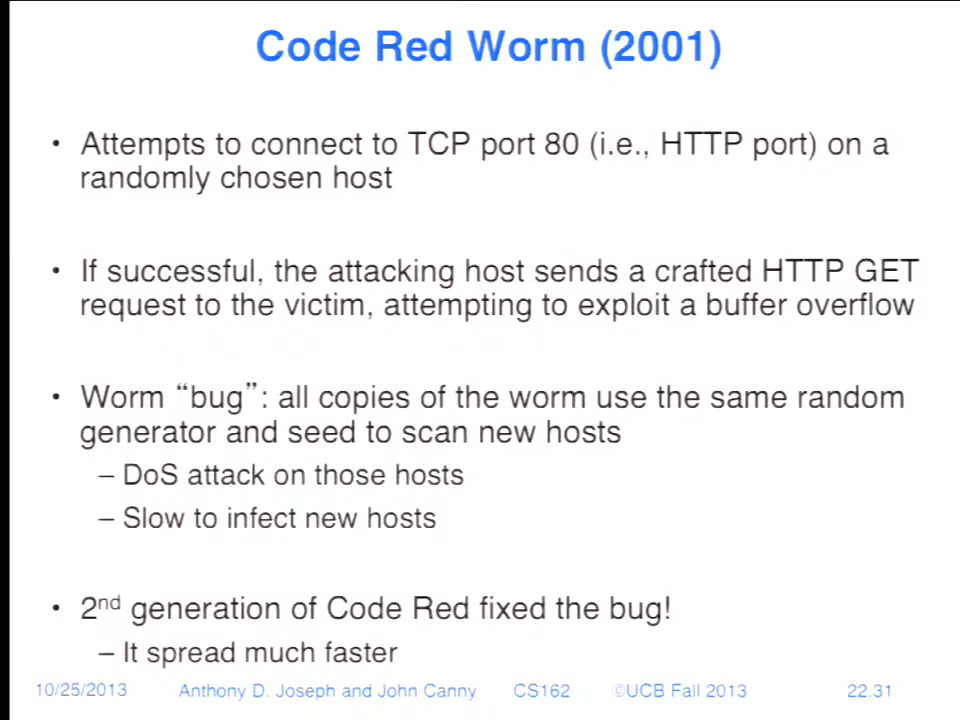 Code Red Worm (2001)
• Attempts to connect to TCP port 80 (i.e., HTTP port) on a
randomly chosen host
• If successful, the attacking host sends a crafted HTTP GET
request to the victim, attempting to exploit a buffer overflow
• Worm “bug”: all copies of the worm use the same random
generator and seed to scan new hosts
– DoS attack on those hosts
– Slow to infect new hosts
• 2nd generation of Code Red fixed the bug!
– It spread much faster
10/25/2013 Anthony D. Joseph and John Canny CS162 ©UCB Fall 2013 22.31